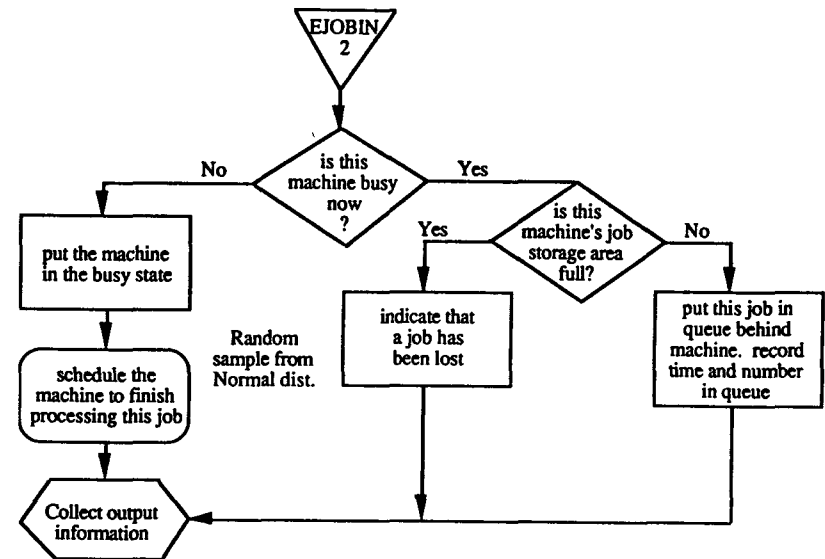 EJOBIN
2
is this
machine busy
now
?
No
Yes
is this
machine's job
storage area
full?
Yes
No
put the machine
in the busy state
indicate that
a job has
been lost
put this job in
queue behind
machine. record
time and number
in queue
Random
sample from
Normal dist.
schedule the
machine to finish
processing this job
Collect output
information